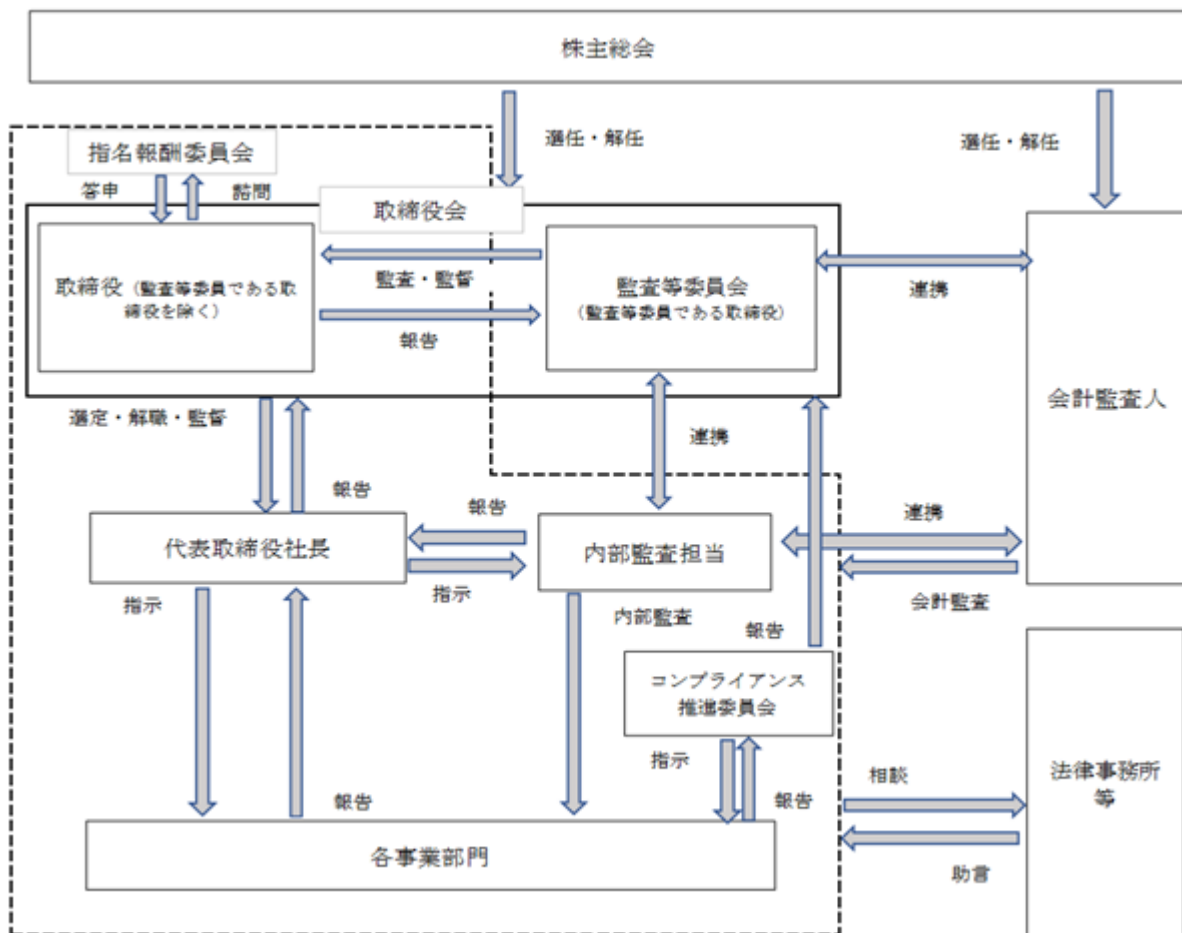 株主総会
選任・解任
選任・解任
指名報酬委員会
答申
諮問
取締役会
取締役（監査等委員である取
締役を除く）
監査・監督
報告
監査等委員会
（監査等委員である取締役）
連携
会計監査人
選定・解職・監督
報告
連携
報告
代表取締役社長
指示
内部監査担当
連携
会計監査
指示
内部監査
報告
コンプライアンス
推進委員会
指示
報告
報告
各事業部門
相談
助言
法律事務所
等